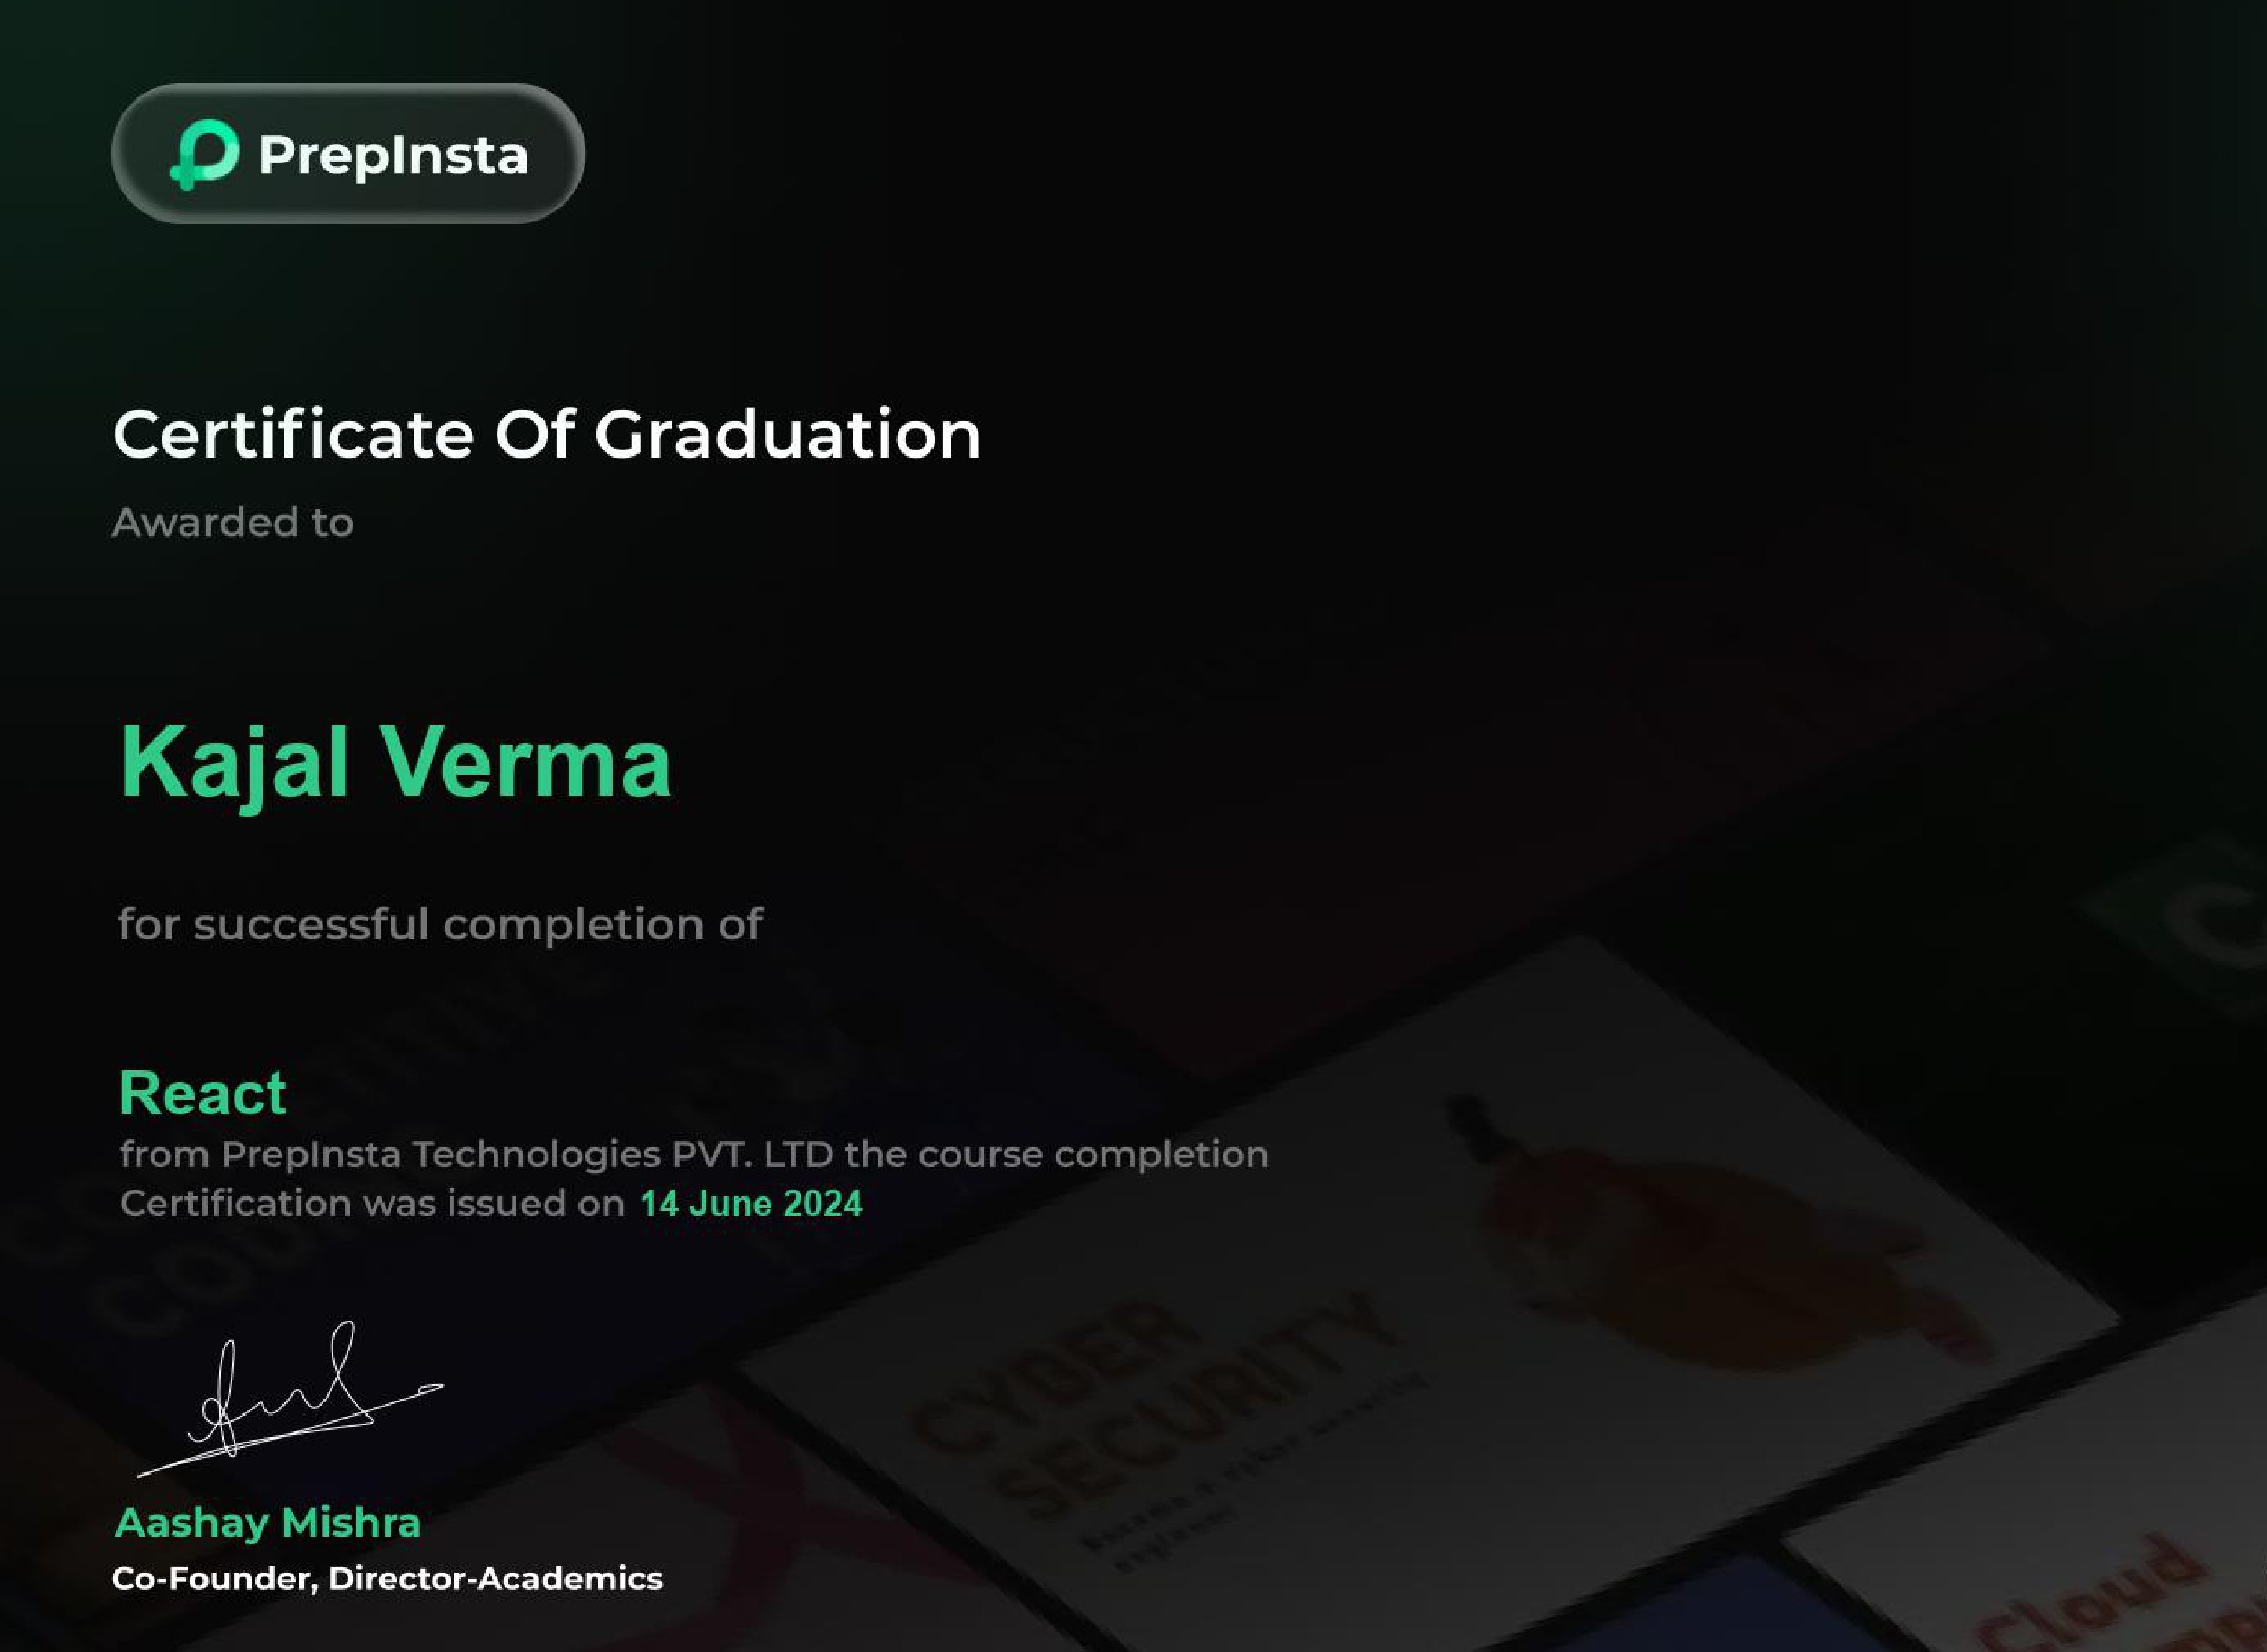 PrepInsta
Certificate Of Graduation
Awarded to
Kajal Verma
for successful completion of
React
from PrepInsta Technologies PVT. LTD the course completion
Certification was issued on 14 June 2024
Aashay Mishra
Co-Founder, Director-Academics
CYBER
SECURITY
Cloud